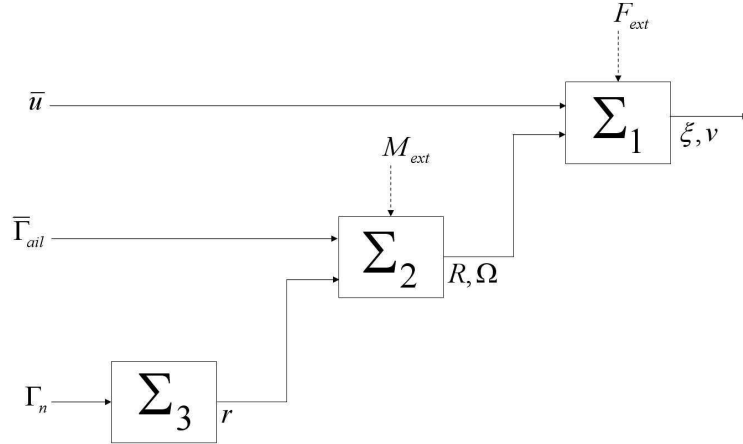 F_ext
u̅
Σ₁
ξ, v
M_ext
Γ̅_ail
Σ₂
R, Ω
Γ_n
Σ₃
r